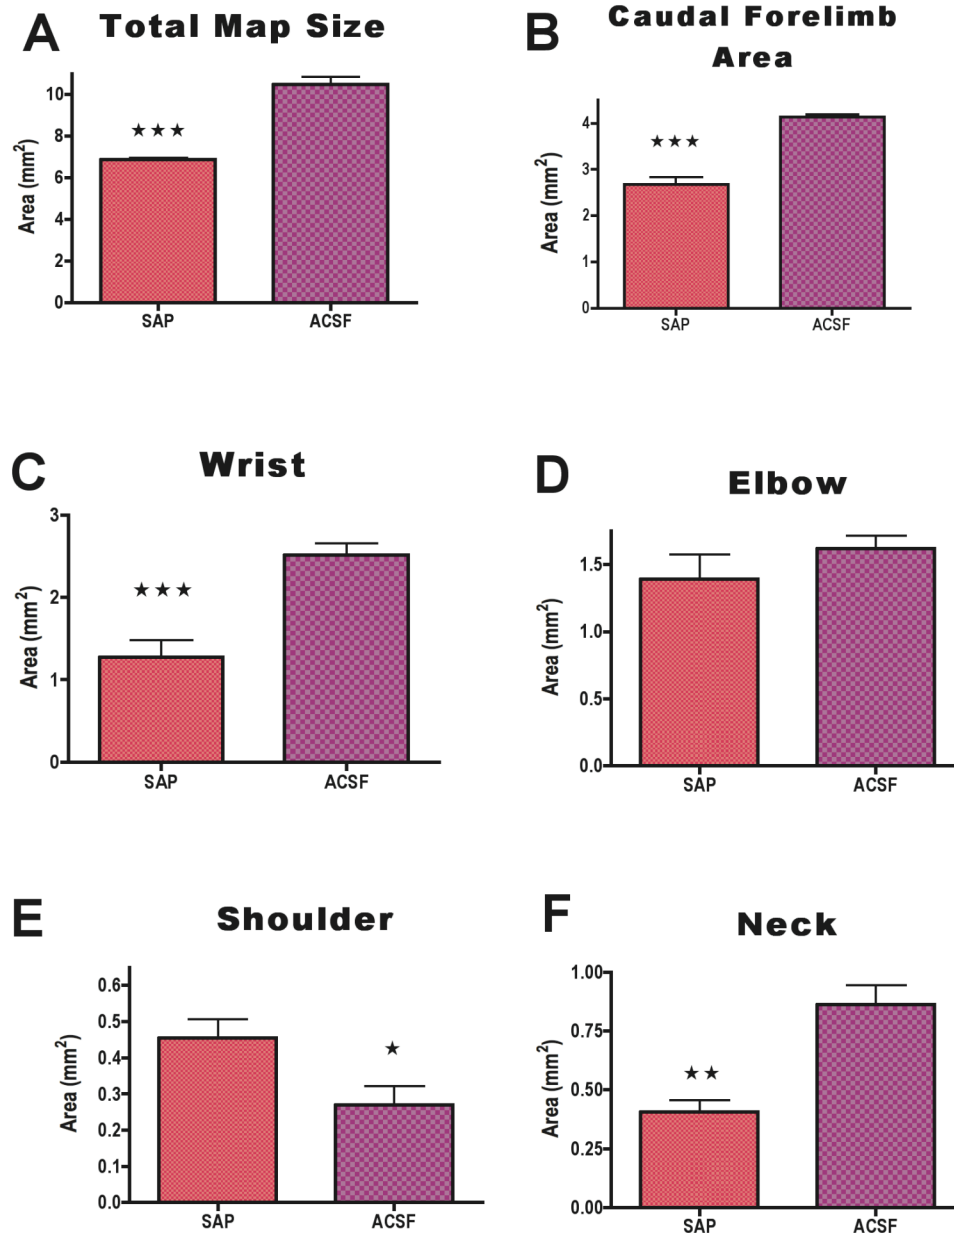 A Total Map Size
Area (mm²)
10
8
6
4
2
0
★★★
SAP ACSF
B Caudal Forelimb
Area
Area (mm²)
4
3
2
1
0
★★★
SAP ACSF
C Wrist
Area (mm²)
3
2
1
0
★★★
SAP ACSF
D Elbow
Area (mm²)
1.5
1.0
0.5
0.0
SAP ACSF
E Shoulder
Area (mm²)
0.6
0.5
0.4
0.3
0.2
0.1
0.0
★
SAP ACSF
F Neck
Area (mm²)
1.00
0.75
0.50
0.25
0.00
★★
SAP ACSF